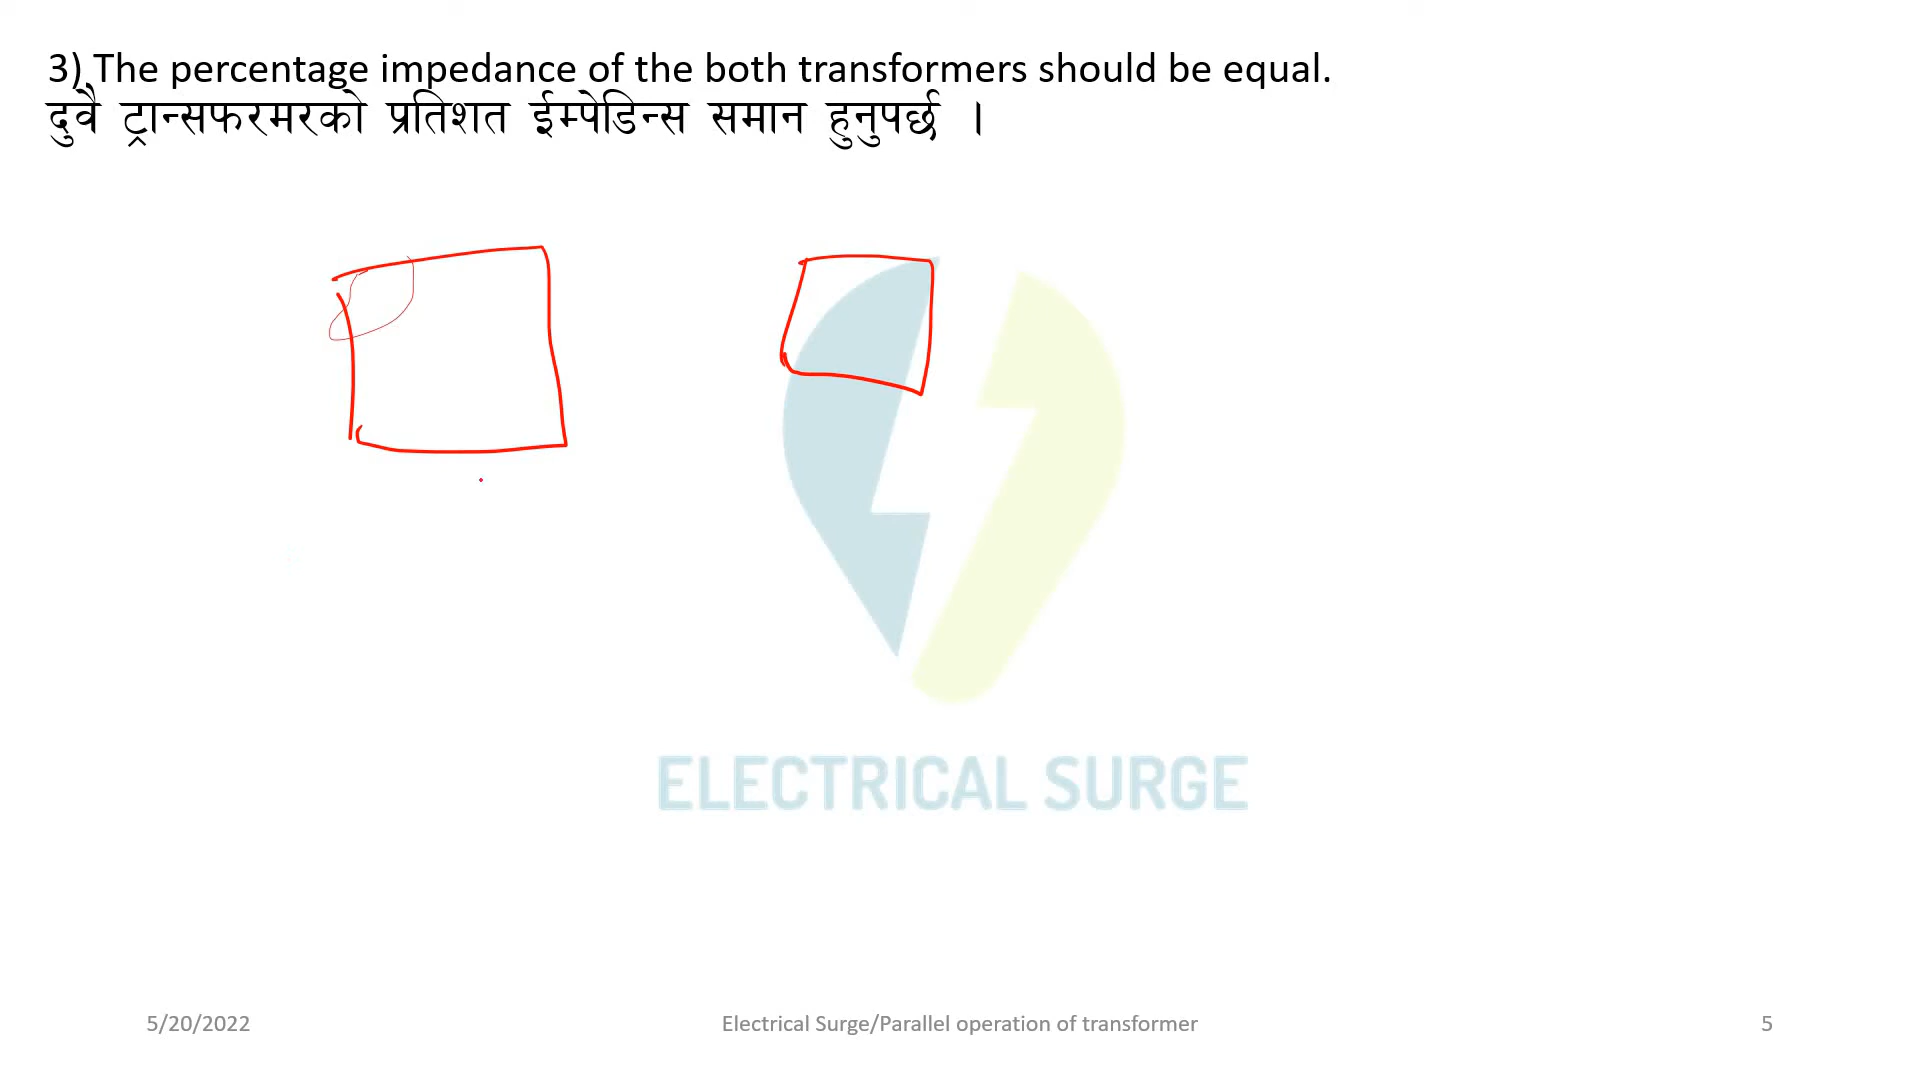 3) The percentage impedance of the both transformers should be equal.
दुवै ट्रान्सफरमरको प्रतिशत ईम्पेडिन्स समान हुनुपर्छ ।
ELECTRICAL SURGE
5/20/2022 Electrical Surge/Parallel operation of transformer 5